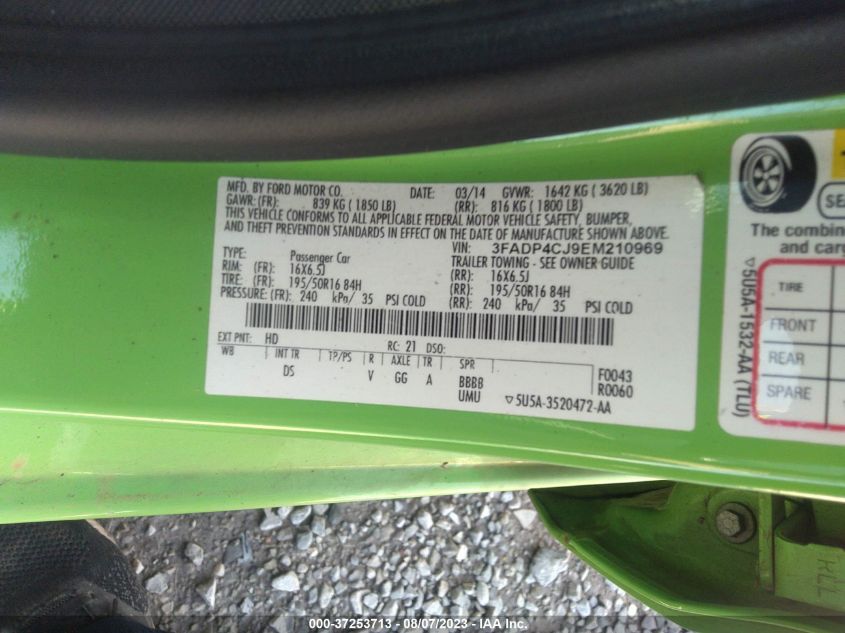 MFD. BY FORD MOTOR CO. DATE: 03/14 GVWR: 1642 KG ( 3620 LB)
GAWR:(FR): 839 KG ( 1850 LB) (RR): 816 KG ( 1800 LB)
THIS VEHICLE CONFORMS TO ALL APPLICABLE FEDERAL MOTOR VEHICLE SAFETY, BUMPER,
AND THEFT PREVENTION STANDARDS IN EFFECT ON THE DATE OF MANUFACTURE SHOWN ABOVE.
VIN: 3FADP4CJ9EM210969
TYPE: Passenger Car TRAILER TOWING - SEE OWNER GUIDE
RIM: (FR): 16X6.5J (RR): 16X6.5J
TIRE: (FR): 195/50R16 84H (RR): 195/50R16 84H
PRESSURE: (FR): 240 kPa/ 35 PSI COLD (RR): 240 kPa/ 35 PSI COLD
EXT PNT: HD RC: 21 DSO:
WB INT TR TP/PS R AXLE TR SPR
DS V GG A BBBB F0043
UMU R0060
▽5U5A-3520472-AA
SE
The combin
and carg
TIRE
FRONT
REAR
SPARE
▽5U5A-1532-AA (TLU)
000-37253713 - 08/07/2023 - IAA Inc.